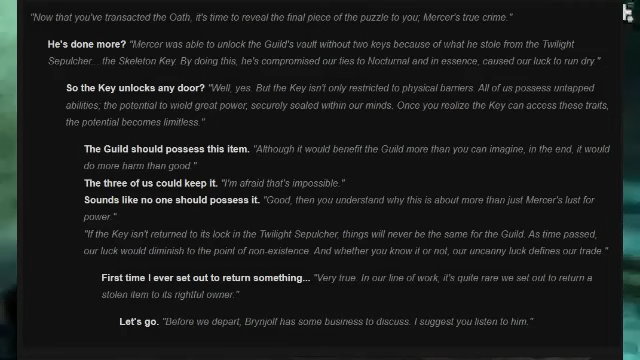 "Now that you've transacted the Oath, it's time to reveal the final piece of the puzzle to you; Mercer's true crime."
He's done more? "Mercer was able to unlock the Guild's vault without two keys because of what he stole from the Twilight
Sepulcher... the Skeleton Key. By doing this, he's compromised our ties to Nocturnal and in essence, caused our luck to run dry."
So the Key unlocks any door? "Well, yes. But the Key isn't only restricted to physical barriers. All of us possess untapped
abilities; the potential to wield great power, securely sealed within our minds. Once you realize the Key can access these traits,
the potential becomes limitless."
The Guild should possess this item. "Although it would benefit the Guild more than you can imagine, in the end, it would
do more harm than good."
The three of us could keep it. "I'm afraid that's impossible."
Sounds like no one should possess it. "Good, then you understand why this is about more than just Mercer's lust for
power."
"If the Key isn't returned to its lock in the Twilight Sepulcher, things will never be the same for the Guild. As time passed,
our luck would diminish to the point of non-existence. And whether you know it or not, our uncanny luck defines our trade."
First time I ever set out to return something... "Very true. In our line of work, it's quite rare we set out to return a
stolen item to its rightful owner."
Let's go. "Before we depart, Brynjolf has some business to discuss. I suggest you listen to him."